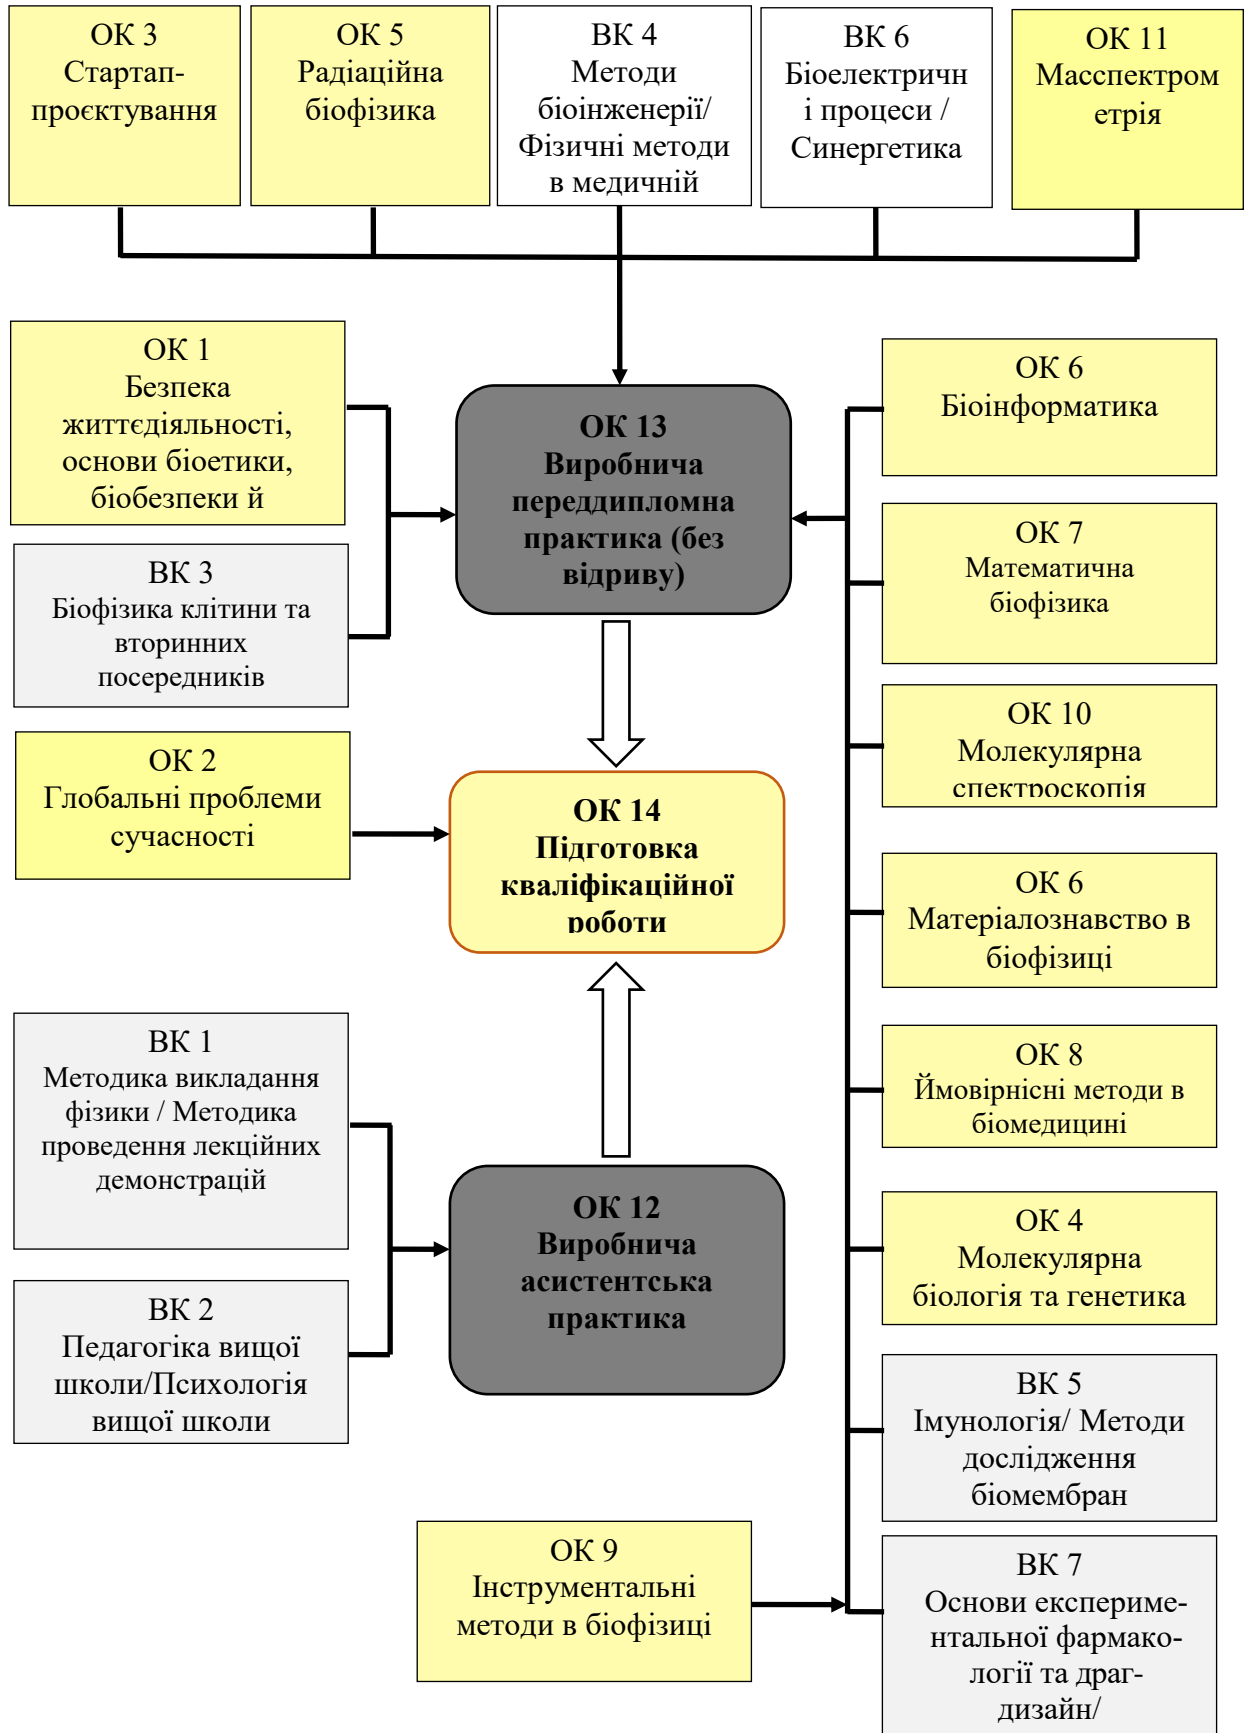 ОК 3
Стартап-
проєктування
ОК 5
Радіаційна
біофізика
ВК 4
Методи
біоінженерії/
Фізичні методи
в медичній
ВК 6
Біоелектричн
і процеси /
Синергетика
ОК 11
Масспектром
етрія
ОК 1
Безпека
життєдіяльності,
основи біоетики,
біобезпеки й
ВК 3
Біофізика клітини та
вторинних
посередників
ОК 2
Глобальні проблеми
сучасності
ВК 1
Методика викладання
фізики / Методика
проведення лекційних
демонстрацій
ВК 2
Педагогіка вищої
школи/Психологія
вищої школи
ОК 13
Виробнича
переддипломна
практика (без
відриву)
ОК 14
Підготовка
кваліфікаційної
роботи
ОК 12
Виробнича
асистентська
практика
ОК 9
Інструментальні
методи в біофізиці
ОК 6
Біоінформатика
ОК 7
Математична
біофізика
ОК 10
Молекулярна
спектроскопія
ОК 6
Матеріалознавство в
біофізиці
ОК 8
Ймовірнісні методи в
біомедицині
ОК 4
Молекулярна
біологія та генетика
ВК 5
Імунологія/ Методи
дослідження
біомембран
ВК 7
Основи експериме-
нтальної фармако-
логії та драг-
дизайн/